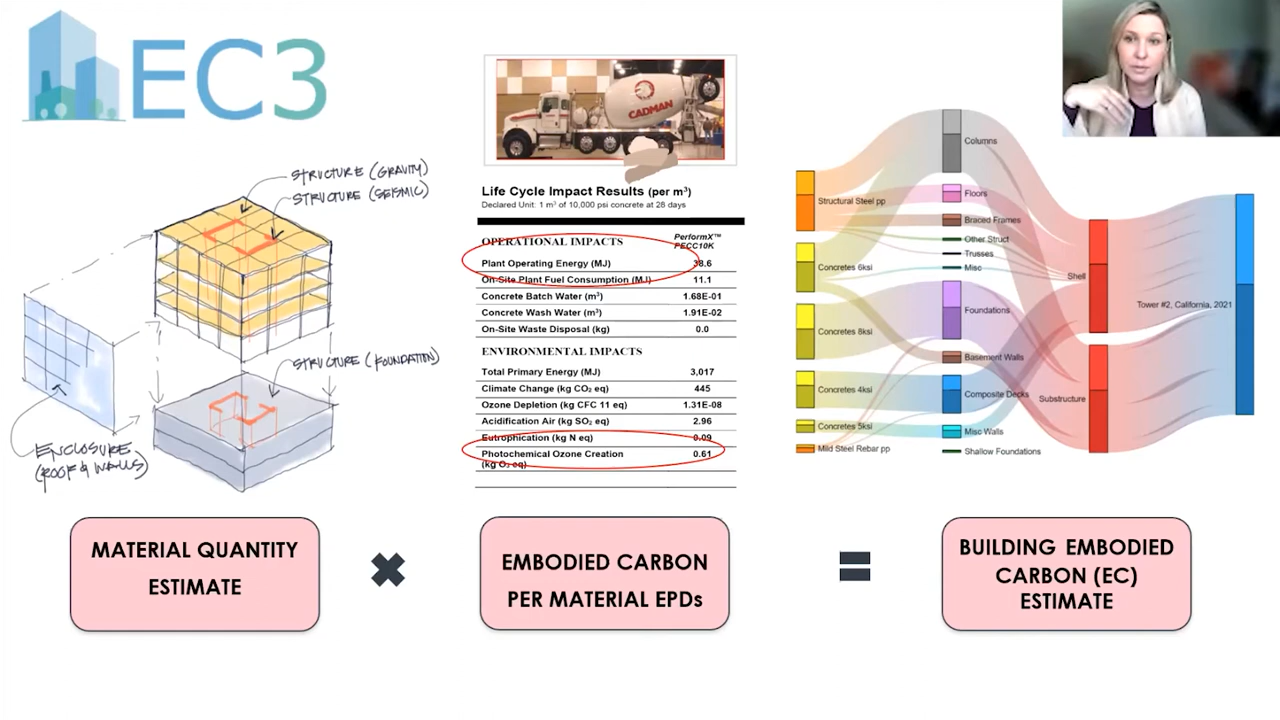 EC3
STRUCTURE (GRAVITY)
STRUCTURE (SEISMIC)
STRUCTURE (FOUNDATION)
ENCLOSURE
(ROOF & WALLS)
CADMAN
Life Cycle Impact Results (per m³)
Declared Unit: 1 m³ of 10,000 psi concrete at 28 days
OPERATIONAL IMPACTS PerformX™
PECC10K
Plant Operating Energy (MJ) 38.6
On-Site Plant Fuel Consumption (MJ) 11.1
Concrete Batch Water (m³) 1.68E-01
Concrete Wash Water (m³) 1.91E-02
On-Site Waste Disposal (kg) 0.0
ENVIRONMENTAL IMPACTS
Total Primary Energy (MJ) 3,017
Climate Change (kg CO₂ eq) 445
Ozone Depletion (kg CFC 11 eq) 1.31E-08
Acidification Air (kg SO₂ eq) 2.96
Eutrophication (kg N eq) 0.09
Photochemical Ozone Creation 0.61
(kg O₃ eq)
Structural Steel pp
Concretes 6ksi
Concretes 8ksi
Concretes 4ksi
Concretes 5ksi
Mild Steel Rebar pp
Columns
Floors
Braced Frames
Other Struct
Trusses
Misc
Foundations
Basement Walls
Composite Decks
Misc Walls
Shallow Foundations
Shell
Substructure
Tower #2, California, 2021
MATERIAL QUANTITY
ESTIMATE
✖
EMBODIED CARBON
PER MATERIAL EPDs
=
BUILDING EMBODIED
CARBON (EC)
ESTIMATE